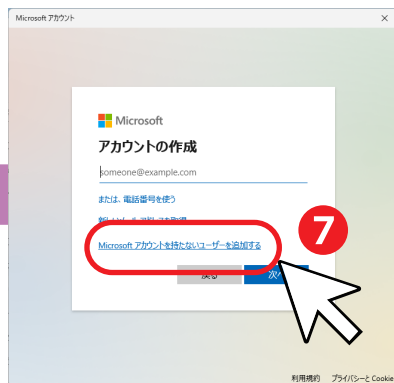 Microsoft アカウント
Microsoft
アカウントの作成
someone@example.com
または、電話番号を使う
Microsoft アカウントを持たないユーザーを追加する
7
戻る
利用規約 プライバシーと Cookie